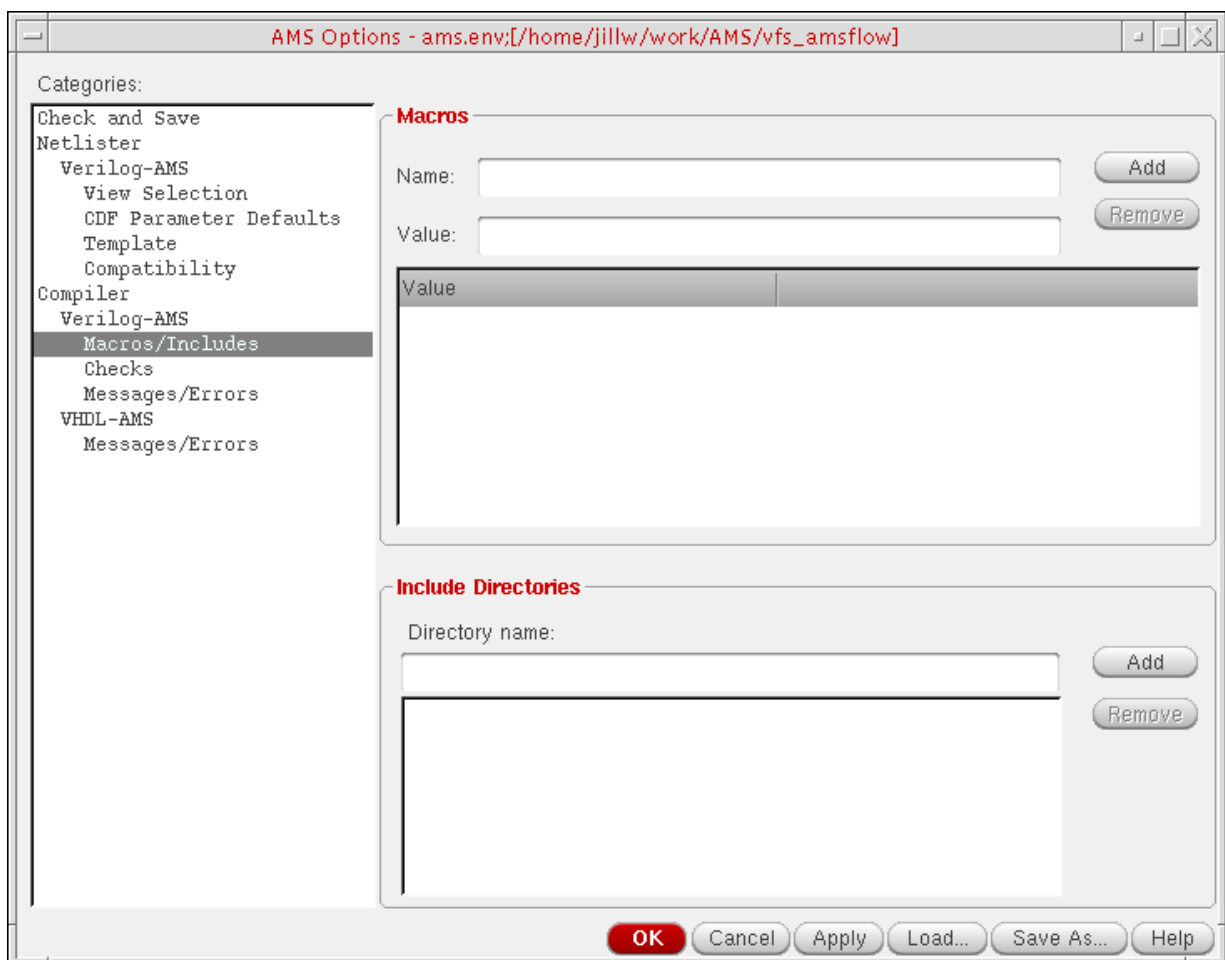 AMS Options - ams.env;[/home/jillw/work/AMS/vfs_amsflow]
Categories:
Check and Save
Netlister
Verilog-AMS
View Selection
CDF Parameter Defaults
Template
Compatibility
Compiler
Verilog-AMS
Macros/Includes
Checks
Messages/Errors
VHDL-AMS
Messages/Errors
Macros
Name:
Add
Remove
Value:
Value
Include Directories
Directory name:
Add
Remove
OK Cancel Apply Load... Save As... Help